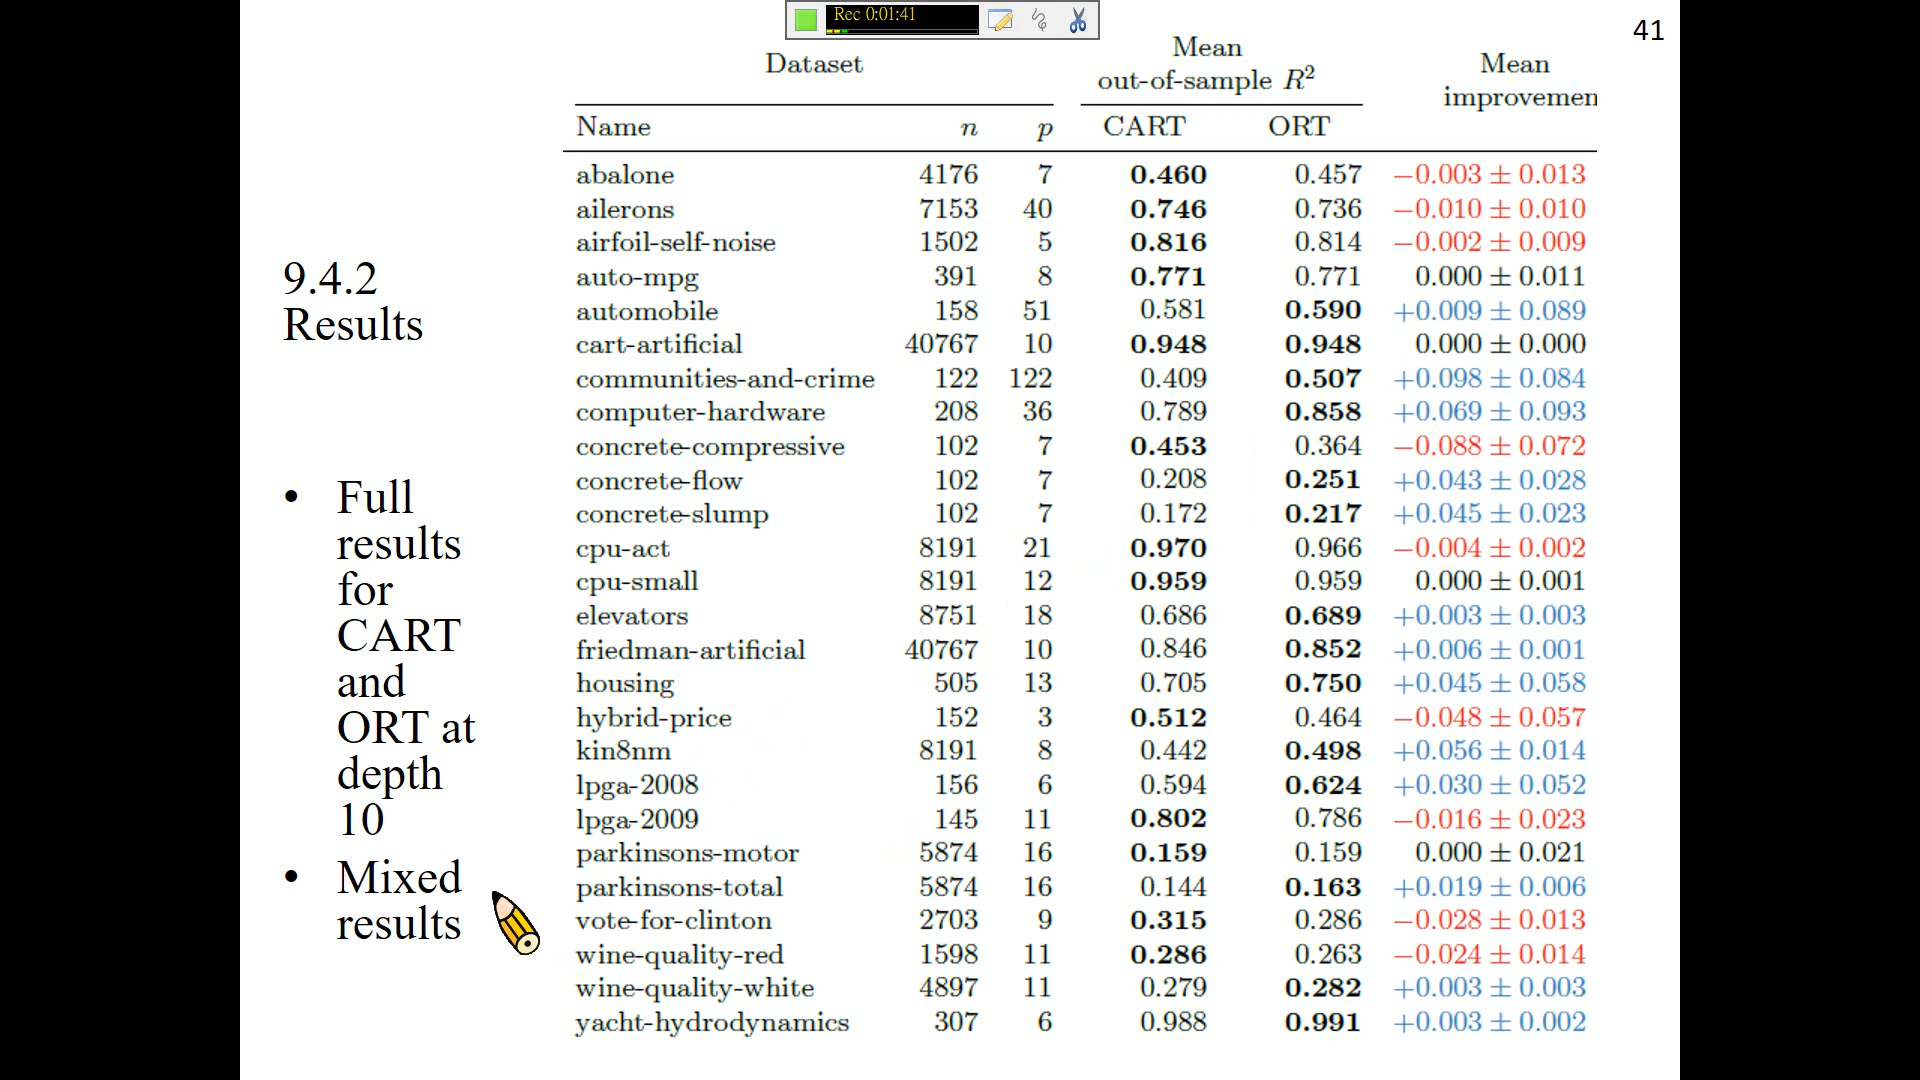 Rec 0:01:41
41
9.4.2
Results
• Full
results
for
CART
and
ORT at
depth
10
• Mixed
results
Dataset Mean Mean
out-of-sample R² improvemen
Name n p CART ORT
abalone 4176 7 0.460 0.457 −0.003 ± 0.013
ailerons 7153 40 0.746 0.736 −0.010 ± 0.010
airfoil-self-noise 1502 5 0.816 0.814 −0.002 ± 0.009
auto-mpg 391 8 0.771 0.771 0.000 ± 0.011
automobile 158 51 0.581 0.590 +0.009 ± 0.089
cart-artificial 40767 10 0.948 0.948 0.000 ± 0.000
communities-and-crime 122 122 0.409 0.507 +0.098 ± 0.084
computer-hardware 208 36 0.789 0.858 +0.069 ± 0.093
concrete-compressive 102 7 0.453 0.364 −0.088 ± 0.072
concrete-flow 102 7 0.208 0.251 +0.043 ± 0.028
concrete-slump 102 7 0.172 0.217 +0.045 ± 0.023
cpu-act 8191 21 0.970 0.966 −0.004 ± 0.002
cpu-small 8191 12 0.959 0.959 0.000 ± 0.001
elevators 8751 18 0.686 0.689 +0.003 ± 0.003
friedman-artificial 40767 10 0.846 0.852 +0.006 ± 0.001
housing 505 13 0.705 0.750 +0.045 ± 0.058
hybrid-price 152 3 0.512 0.464 −0.048 ± 0.057
kin8nm 8191 8 0.442 0.498 +0.056 ± 0.014
lpga-2008 156 6 0.594 0.624 +0.030 ± 0.052
lpga-2009 145 11 0.802 0.786 −0.016 ± 0.023
parkinsons-motor 5874 16 0.159 0.159 0.000 ± 0.021
parkinsons-total 5874 16 0.144 0.163 +0.019 ± 0.006
vote-for-clinton 2703 9 0.315 0.286 −0.028 ± 0.013
wine-quality-red 1598 11 0.286 0.263 −0.024 ± 0.014
wine-quality-white 4897 11 0.279 0.282 +0.003 ± 0.003
yacht-hydrodynamics 307 6 0.988 0.991 +0.003 ± 0.002